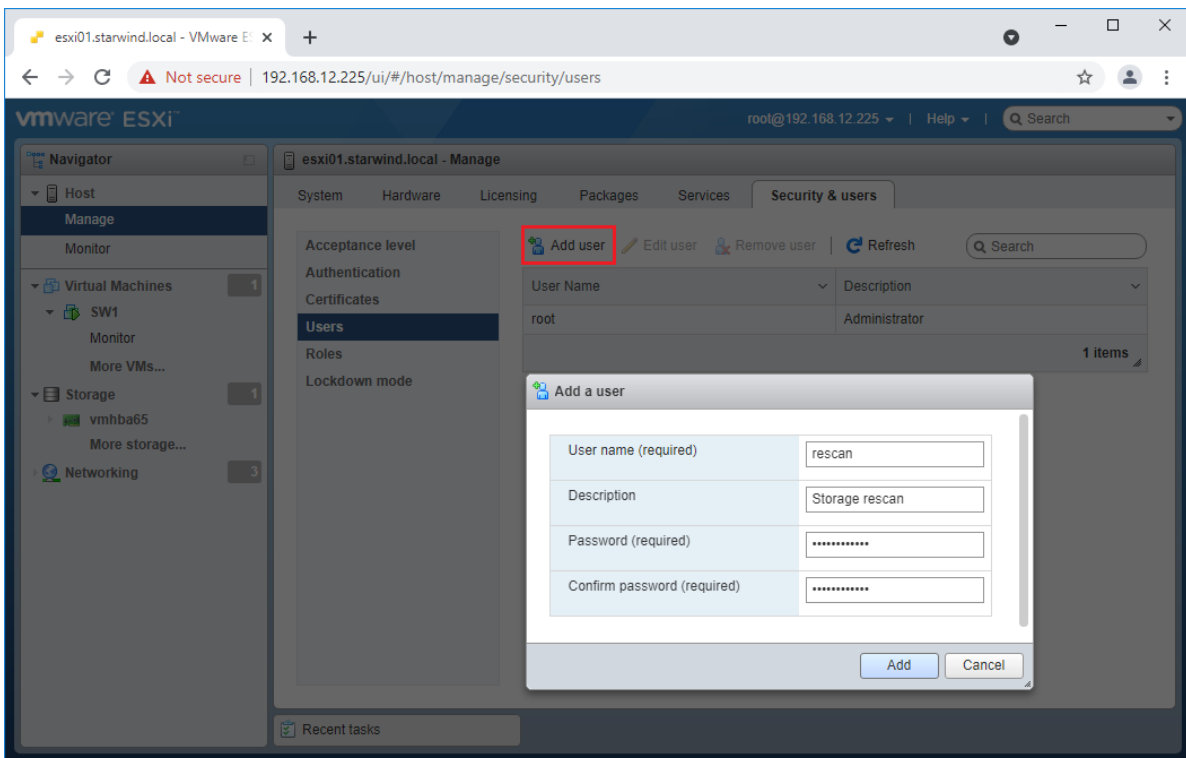 esxi01.starwind.local - VMware E
Not secure | 192.168.12.225/ui/#/host/manage/security/users
vmware ESXi™
root@192.168.12.225 | Help | Search
Navigator
Host
Manage
Monitor
Virtual Machines 1
SW1
Monitor
More VMs...
Storage 1
vmhba65
More storage...
Networking 3
esxi01.starwind.local - Manage
System Hardware Licensing Packages Services Security & users
Acceptance level
Authentication
Certificates
Users
Roles
Lockdown mode
Add user Edit user Remove user | Refresh Search
User Name Description
root Administrator
1 items
Add a user
User name (required) rescan
Description Storage rescan
Password (required) ••••••••••••
Confirm password (required) ••••••••••••
Add Cancel
Recent tasks